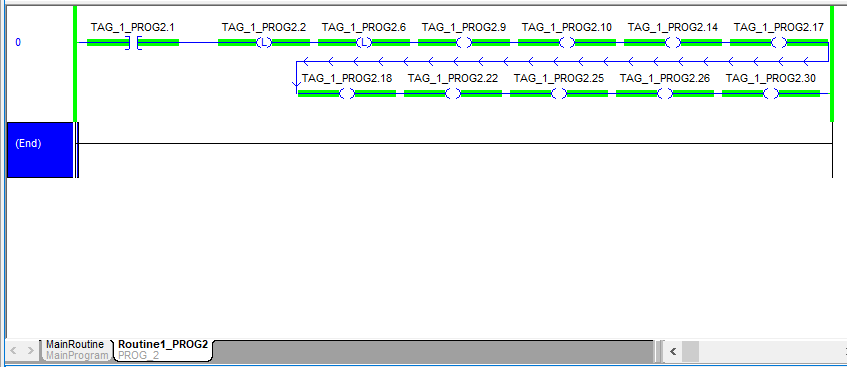 TAG_1_PROG2.1 TAG_1_PROG2.2 TAG_1_PROG2.6 TAG_1_PROG2.9 TAG_1_PROG2.10 TAG_1_PROG2.14 TAG_1_PROG2.17
0 L L
TAG_1_PROG2.18 TAG_1_PROG2.22 TAG_1_PROG2.25 TAG_1_PROG2.26 TAG_1_PROG2.30
(End)
MainRoutine Routine1_PROG2
MainProgram PROG_2